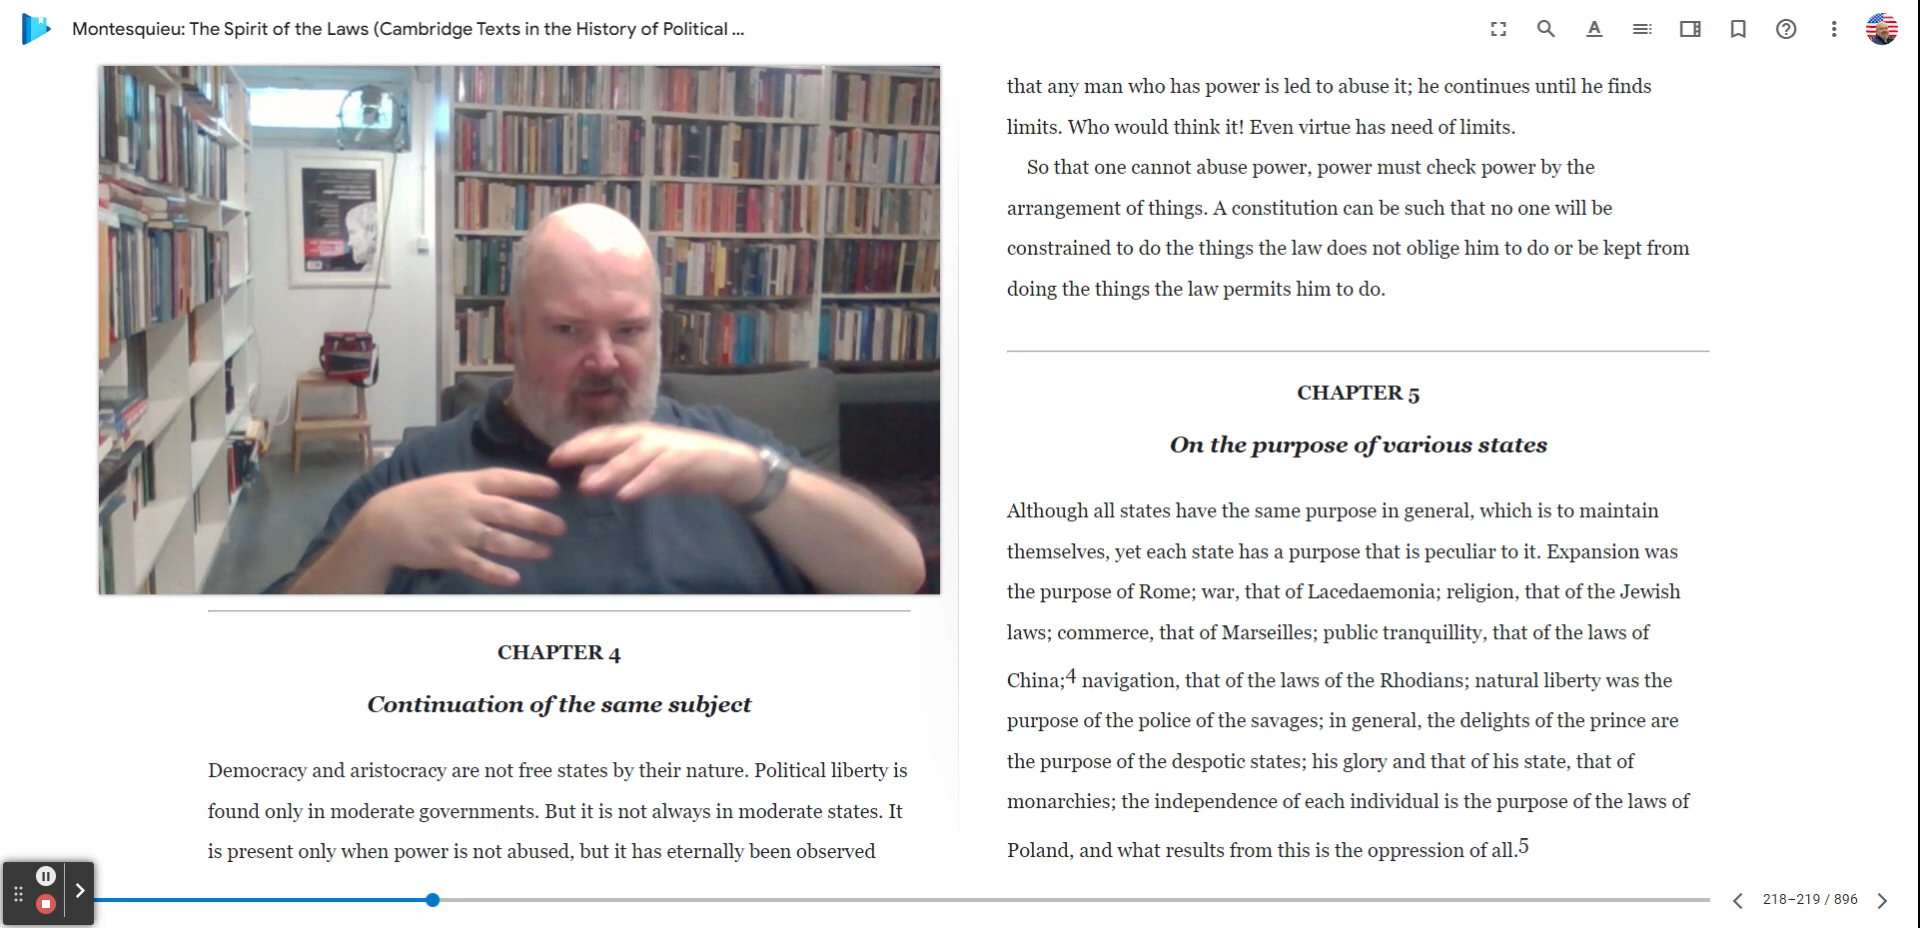 Montesquieu: The Spirit of the Laws (Cambridge Texts in the History of Political ...
CHAPTER 4
Continuation of the same subject
Democracy and aristocracy are not free states by their nature. Political liberty is
found only in moderate governments. But it is not always in moderate states. It
is present only when power is not abused, but it has eternally been observed
that any man who has power is led to abuse it; he continues until he finds
limits. Who would think it! Even virtue has need of limits.
So that one cannot abuse power, power must check power by the
arrangement of things. A constitution can be such that no one will be
constrained to do the things the law does not oblige him to do or be kept from
doing the things the law permits him to do.
CHAPTER 5
On the purpose of various states
Although all states have the same purpose in general, which is to maintain
themselves, yet each state has a purpose that is peculiar to it. Expansion was
the purpose of Rome; war, that of Lacedaemonia; religion, that of the Jewish
laws; commerce, that of Marseilles; public tranquillity, that of the laws of
China;4 navigation, that of the laws of the Rhodians; natural liberty was the
purpose of the police of the savages; in general, the delights of the prince are
the purpose of the despotic states; his glory and that of his state, that of
monarchies; the independence of each individual is the purpose of the laws of
Poland, and what results from this is the oppression of all.5
218–219 / 896